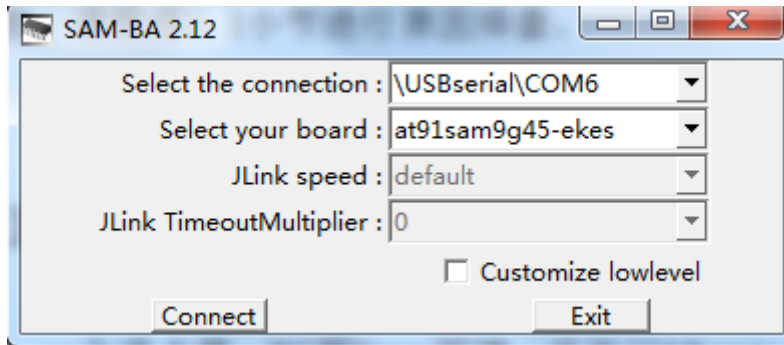 SAM-BA 2.12
Select the connection : \USBserial\COM6
Select your board : at91sam9g45-ekes
JLink speed : default
JLink TimeoutMultiplier : 0
Customize lowlevel
Connect Exit